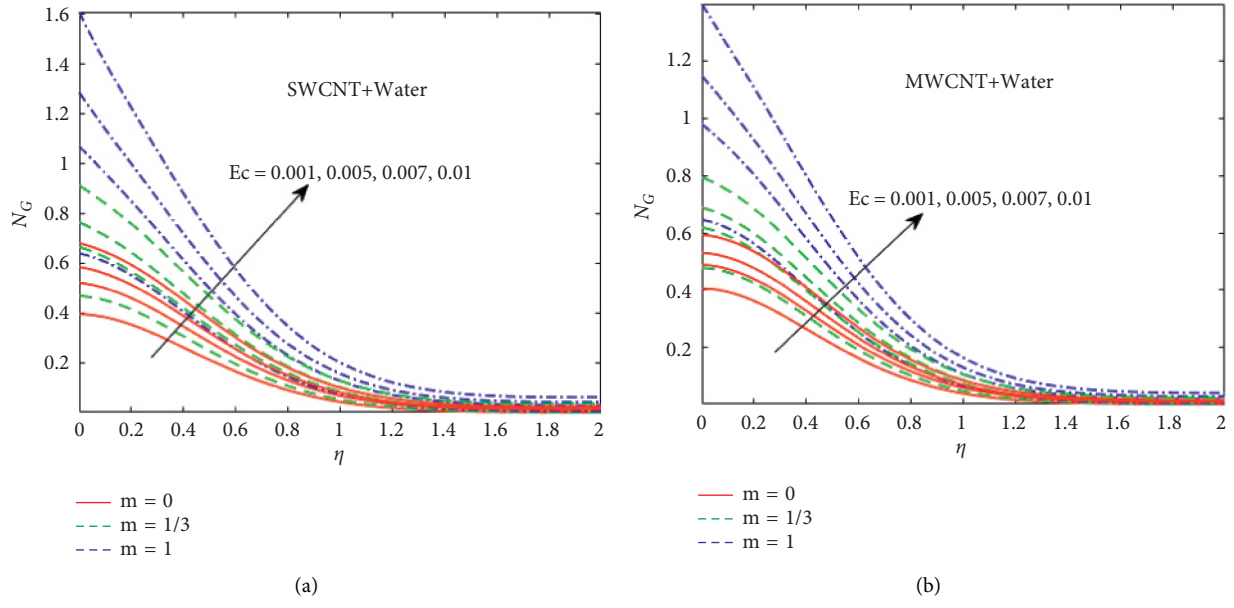 1.6
1.4
1.2
1
0.8
0.6
0.4
0.2
N_G
SWCNT+Water
Ec = 0.001, 0.005, 0.007, 0.01
0 0.2 0.4 0.6 0.8 1 1.2 1.4 1.6 1.8 2
η
m = 0
m = 1/3
m = 1
(a)
1.2
1
0.8
0.6
0.4
0.2
N_G
MWCNT+Water
Ec = 0.001, 0.005, 0.007, 0.01
0 0.2 0.4 0.6 0.8 1 1.2 1.4 1.6 1.8 2
η
m = 0
m = 1/3
m = 1
(b)